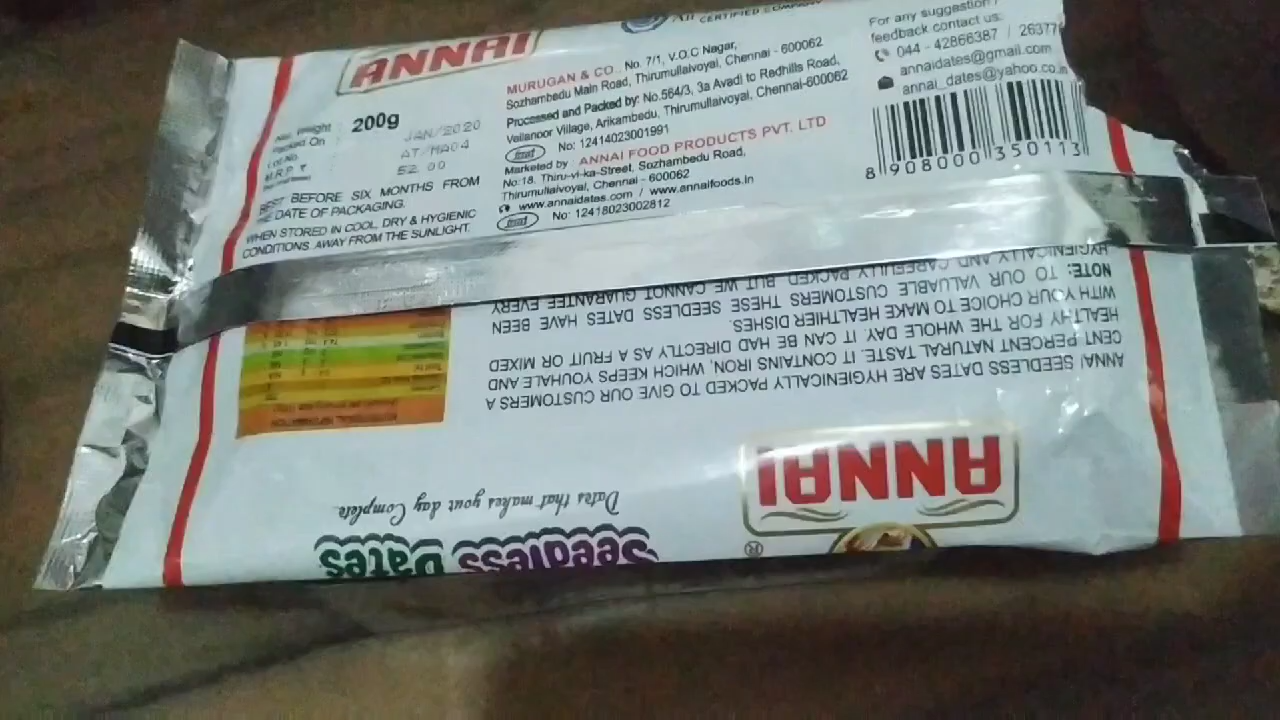 ANNAI
CERTIFIED COMPANY
Net Weight 200g
Packed On JAN/2020
Lot No. AT/MA04
M.R.P ₹ 52.00
BEST BEFORE SIX MONTHS FROM
THE DATE OF PACKAGING.
WHEN STORED IN COOL, DRY & HYGIENIC
CONDITIONS. AWAY FROM THE SUNLIGHT.
MURUGAN & CO., No. 7/1, V.O.C Nagar,
Sozhambedu Main Road, Thirumullaivoyal, Chennai - 600062
Processed and Packed by: No.564/3, 3a Avadi to Redhills Road,
Vellanoor Village, Arikambedu, Thirumullaivoyal, Chennai-600062
fssai No: 12414023001991
Marketed by : ANNAI FOOD PRODUCTS PVT. LTD
No:18, Thiru-vi-ka-Street, Sozhambedu Road,
Thirumullaivoyal, Chennai - 600062
www.annaidates.com / www.annaifoods.in
fssai No: 12418023002812
For any suggestion /
feedback contact us:
044 - 42866387 / 26377
annaidates@gmail.com
annai_dates@yahoo.co.in
8 908000 350113
ANNAI
®
Seedless Dates
Dates that makes your day Complete.
ANNAI SEEDLESS DATES ARE HYGIENICALLY PACKED TO GIVE OUR CUSTOMERS A
CENT PERCENT NATURAL TASTE. IT CONTAINS IRON, WHICH KEEPS YOUHALE AND
HEALTHY FOR THE WHOLE DAY. IT CAN BE HAD DIRECTLY AS A FRUIT OR MIXED
WITH YOUR CHOICE TO MAKE HEALTHIER DISHES.
NOTE: TO OUR VALUABLE CUSTOMERS THESE SEEDLESS DATES HAVE BEEN
HYGIENICALLY AND CAREFULLY PACKED, BUT WE CANNOT GUARANTEE EVERY
NUTRITIONAL INFORMATION